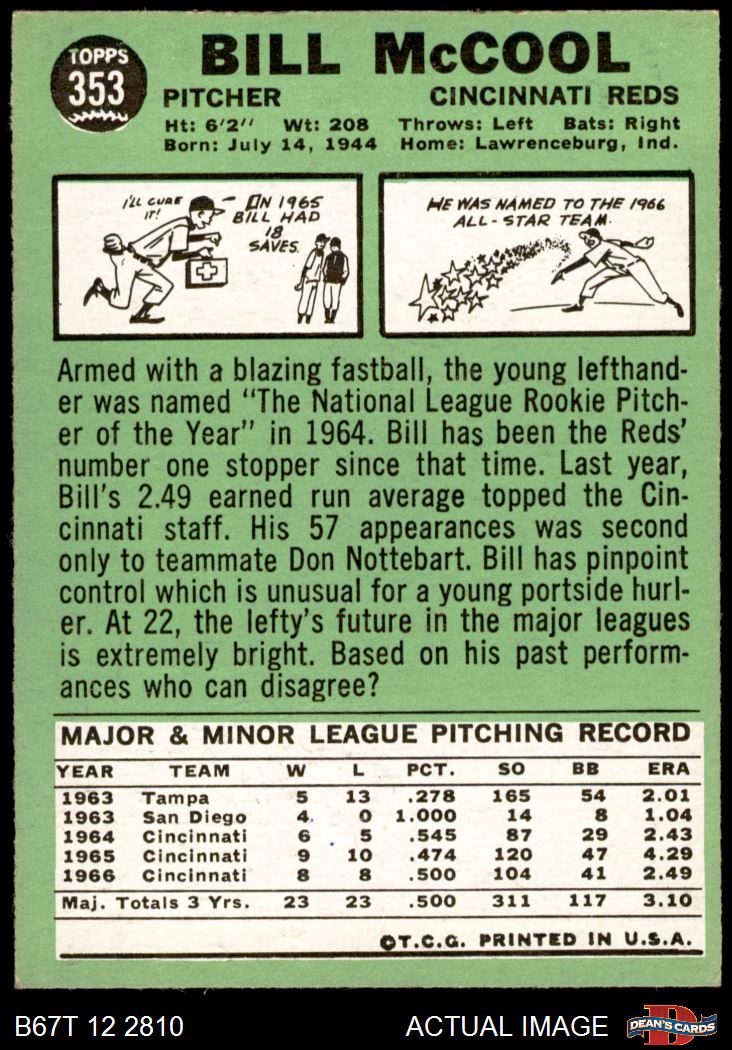 TOPPS
353
BILL McCOOL
PITCHER CINCINNATI REDS
Ht: 6'2" Wt: 208 Throws: Left Bats: Right
Born: July 14, 1944 Home: Lawrenceburg, Ind.
I'LL CURE
IT!
IN 1965
BILL HAD
18
SAVES.
HE WAS NAMED TO THE 1966
ALL-STAR TEAM.
Armed with a blazing fastball, the young lefthand-
er was named "The National League Rookie Pitch-
er of the Year" in 1964. Bill has been the Reds'
number one stopper since that time. Last year,
Bill's 2.49 earned run average topped the Cin-
cinnati staff. His 57 appearances was second
only to teammate Don Nottebart. Bill has pinpoint
control which is unusual for a young portside hurl-
er. At 22, the lefty's future in the major leagues
is extremely bright. Based on his past perform-
ances who can disagree?
MAJOR & MINOR LEAGUE PITCHING RECORD
YEAR TEAM W L PCT. SO BB ERA
1963 Tampa 5 13 .278 165 54 2.01
1963 San Diego 4 0 1.000 14 8 1.04
1964 Cincinnati 6 5 .545 87 29 2.43
1965 Cincinnati 9 10 .474 120 47 4.29
1966 Cincinnati 8 8 .500 104 41 2.49
Maj. Totals 3 Yrs. 23 23 .500 311 117 3.10
©T.C.G. PRINTED IN U.S.A.
B67T 12 2810 ACTUAL IMAGE
D
DEAN'S CARDS